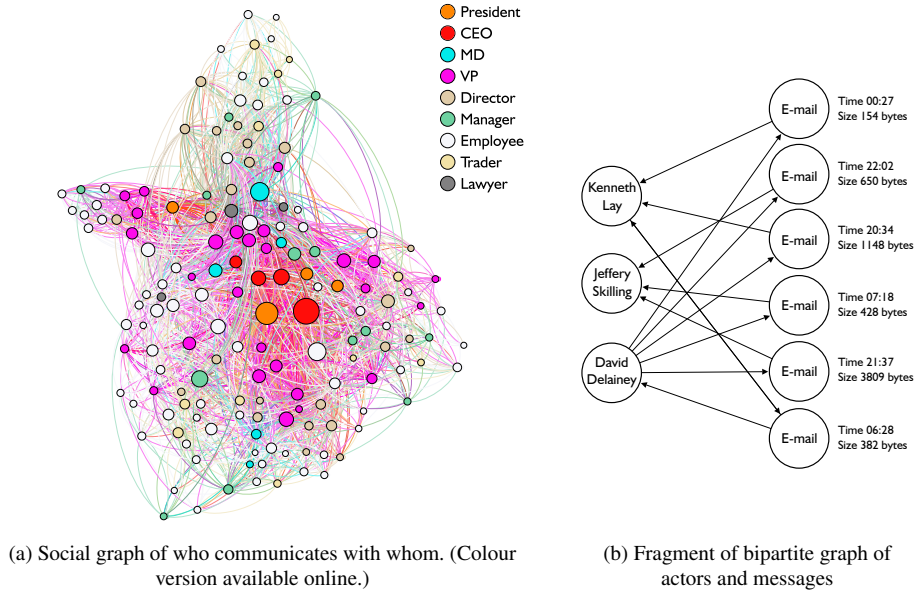 President
CEO
MD
VP
Director
Manager
Employee
Trader
Lawyer
(a) Social graph of who communicates with whom. (Colour
version available online.)
Kenneth
Lay
Jeffery
Skilling
David
Delainey
E-mail
Time 00:27
Size 154 bytes
E-mail
Time 22:02
Size 650 bytes
E-mail
Time 20:34
Size 1148 bytes
E-mail
Time 07:18
Size 428 bytes
E-mail
Time 21:37
Size 3809 bytes
E-mail
Time 06:28
Size 382 bytes
(b) Fragment of bipartite graph of
actors and messages